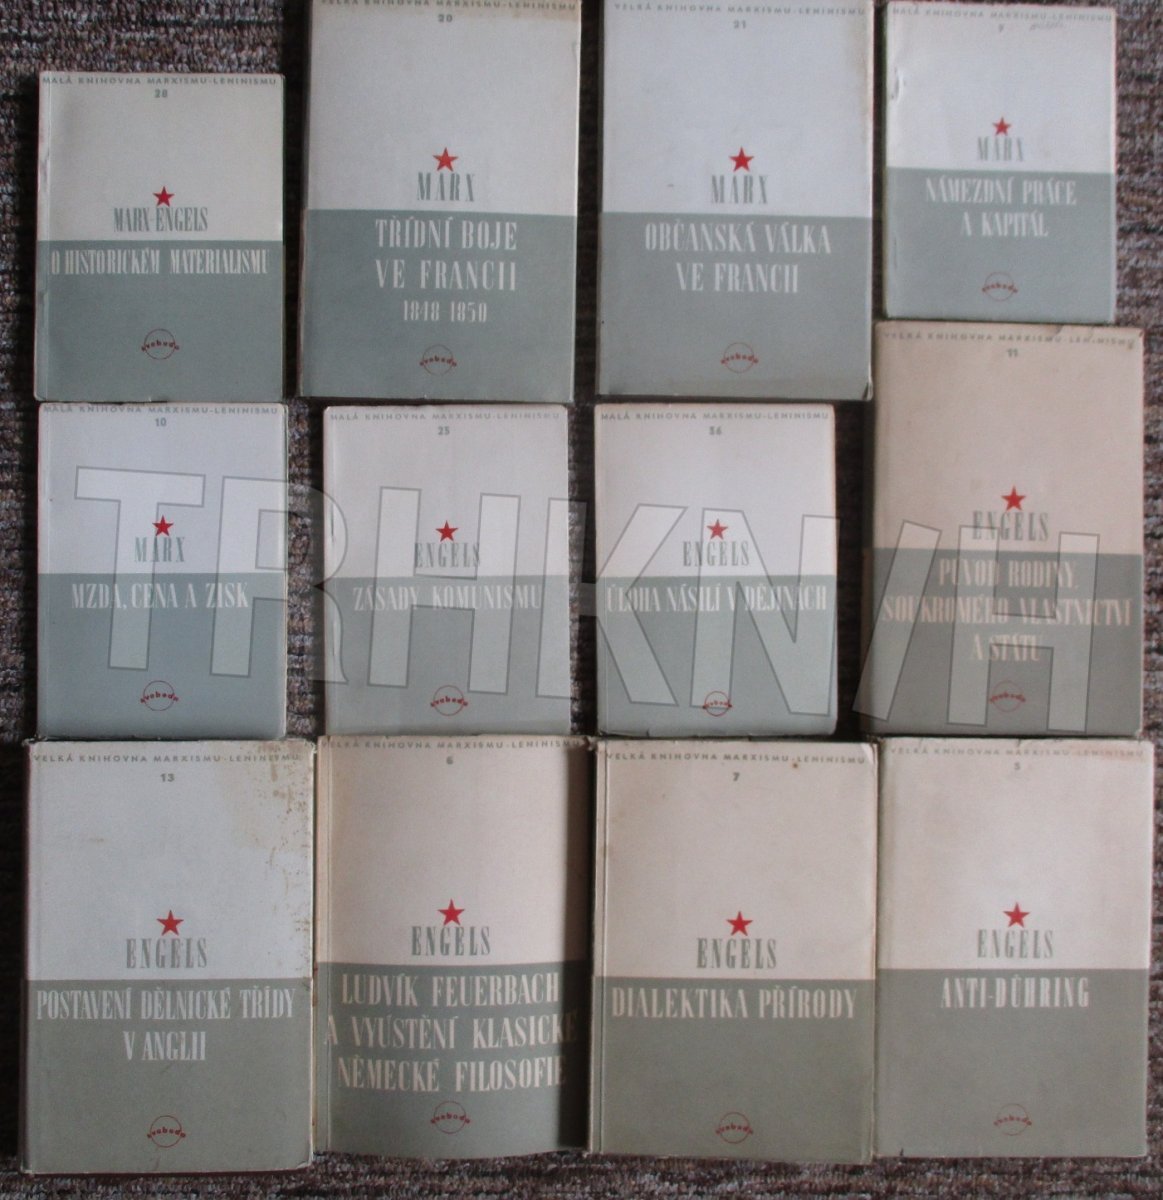 MALÁ KNIHOVNA MARXISMU-LENINISMU
28
MARX-ENGELS
O HISTORICKÉM MATERIALISMU
svoboda
VELKÁ KNIHOVNA MARXISMU-LENINISMU
20
MARX
TŘÍDNÍ BOJE
VE FRANCII
1848 1850
svoboda
VELKÁ KNIHOVNA MARXISMU-LENINISMU
21
MARX
OBČANSKÁ VÁLKA
VE FRANCII
svoboda
MALÁ KNIHOVNA MARXISMU-LENINISMU
9
MARX
NÁMEZDNÍ PRÁCE
A KAPITÁL
svoboda
MALÁ KNIHOVNA MARXISMU-LENINISMU
10
MARX
MZDA, CENA A ZISK
svoboda
MALÁ KNIHOVNA MARXISMU-LENINISMU
25
ENGELS
ZÁSADY KOMUNISMU
svoboda
MALÁ KNIHOVNA MARXISMU-LENINISMU
36
ENGELS
ÚLOHA NÁSILÍ V DĚJINÁCH
svoboda
VELKÁ KNIHOVNA MARXISMU-LENINISMU
11
ENGELS
PŮVOD RODINY,
SOUKROMÉHO VLASTNICTVÍ
A STÁTU
svoboda
TRHKNIH
VELKÁ KNIHOVNA MARXISMU-LENINISMU
13
ENGELS
POSTAVENÍ DĚLNICKÉ TŘÍDY
V ANGLII
svoboda
VELKÁ KNIHOVNA MARXISMU-LENINISMU
6
ENGELS
LUDVÍK FEUERBACH
A VYÚSTĚNÍ KLASICKÉ
NĚMECKÉ FILOSOFIE
svoboda
VELKÁ KNIHOVNA MARXISMU-LENINISMU
7
ENGELS
DIALEKTIKA PŘÍRODY
svoboda
VELKÁ KNIHOVNA MARXISMU-LENINISMU
5
ENGELS
ANTI-DÜHRING
svoboda